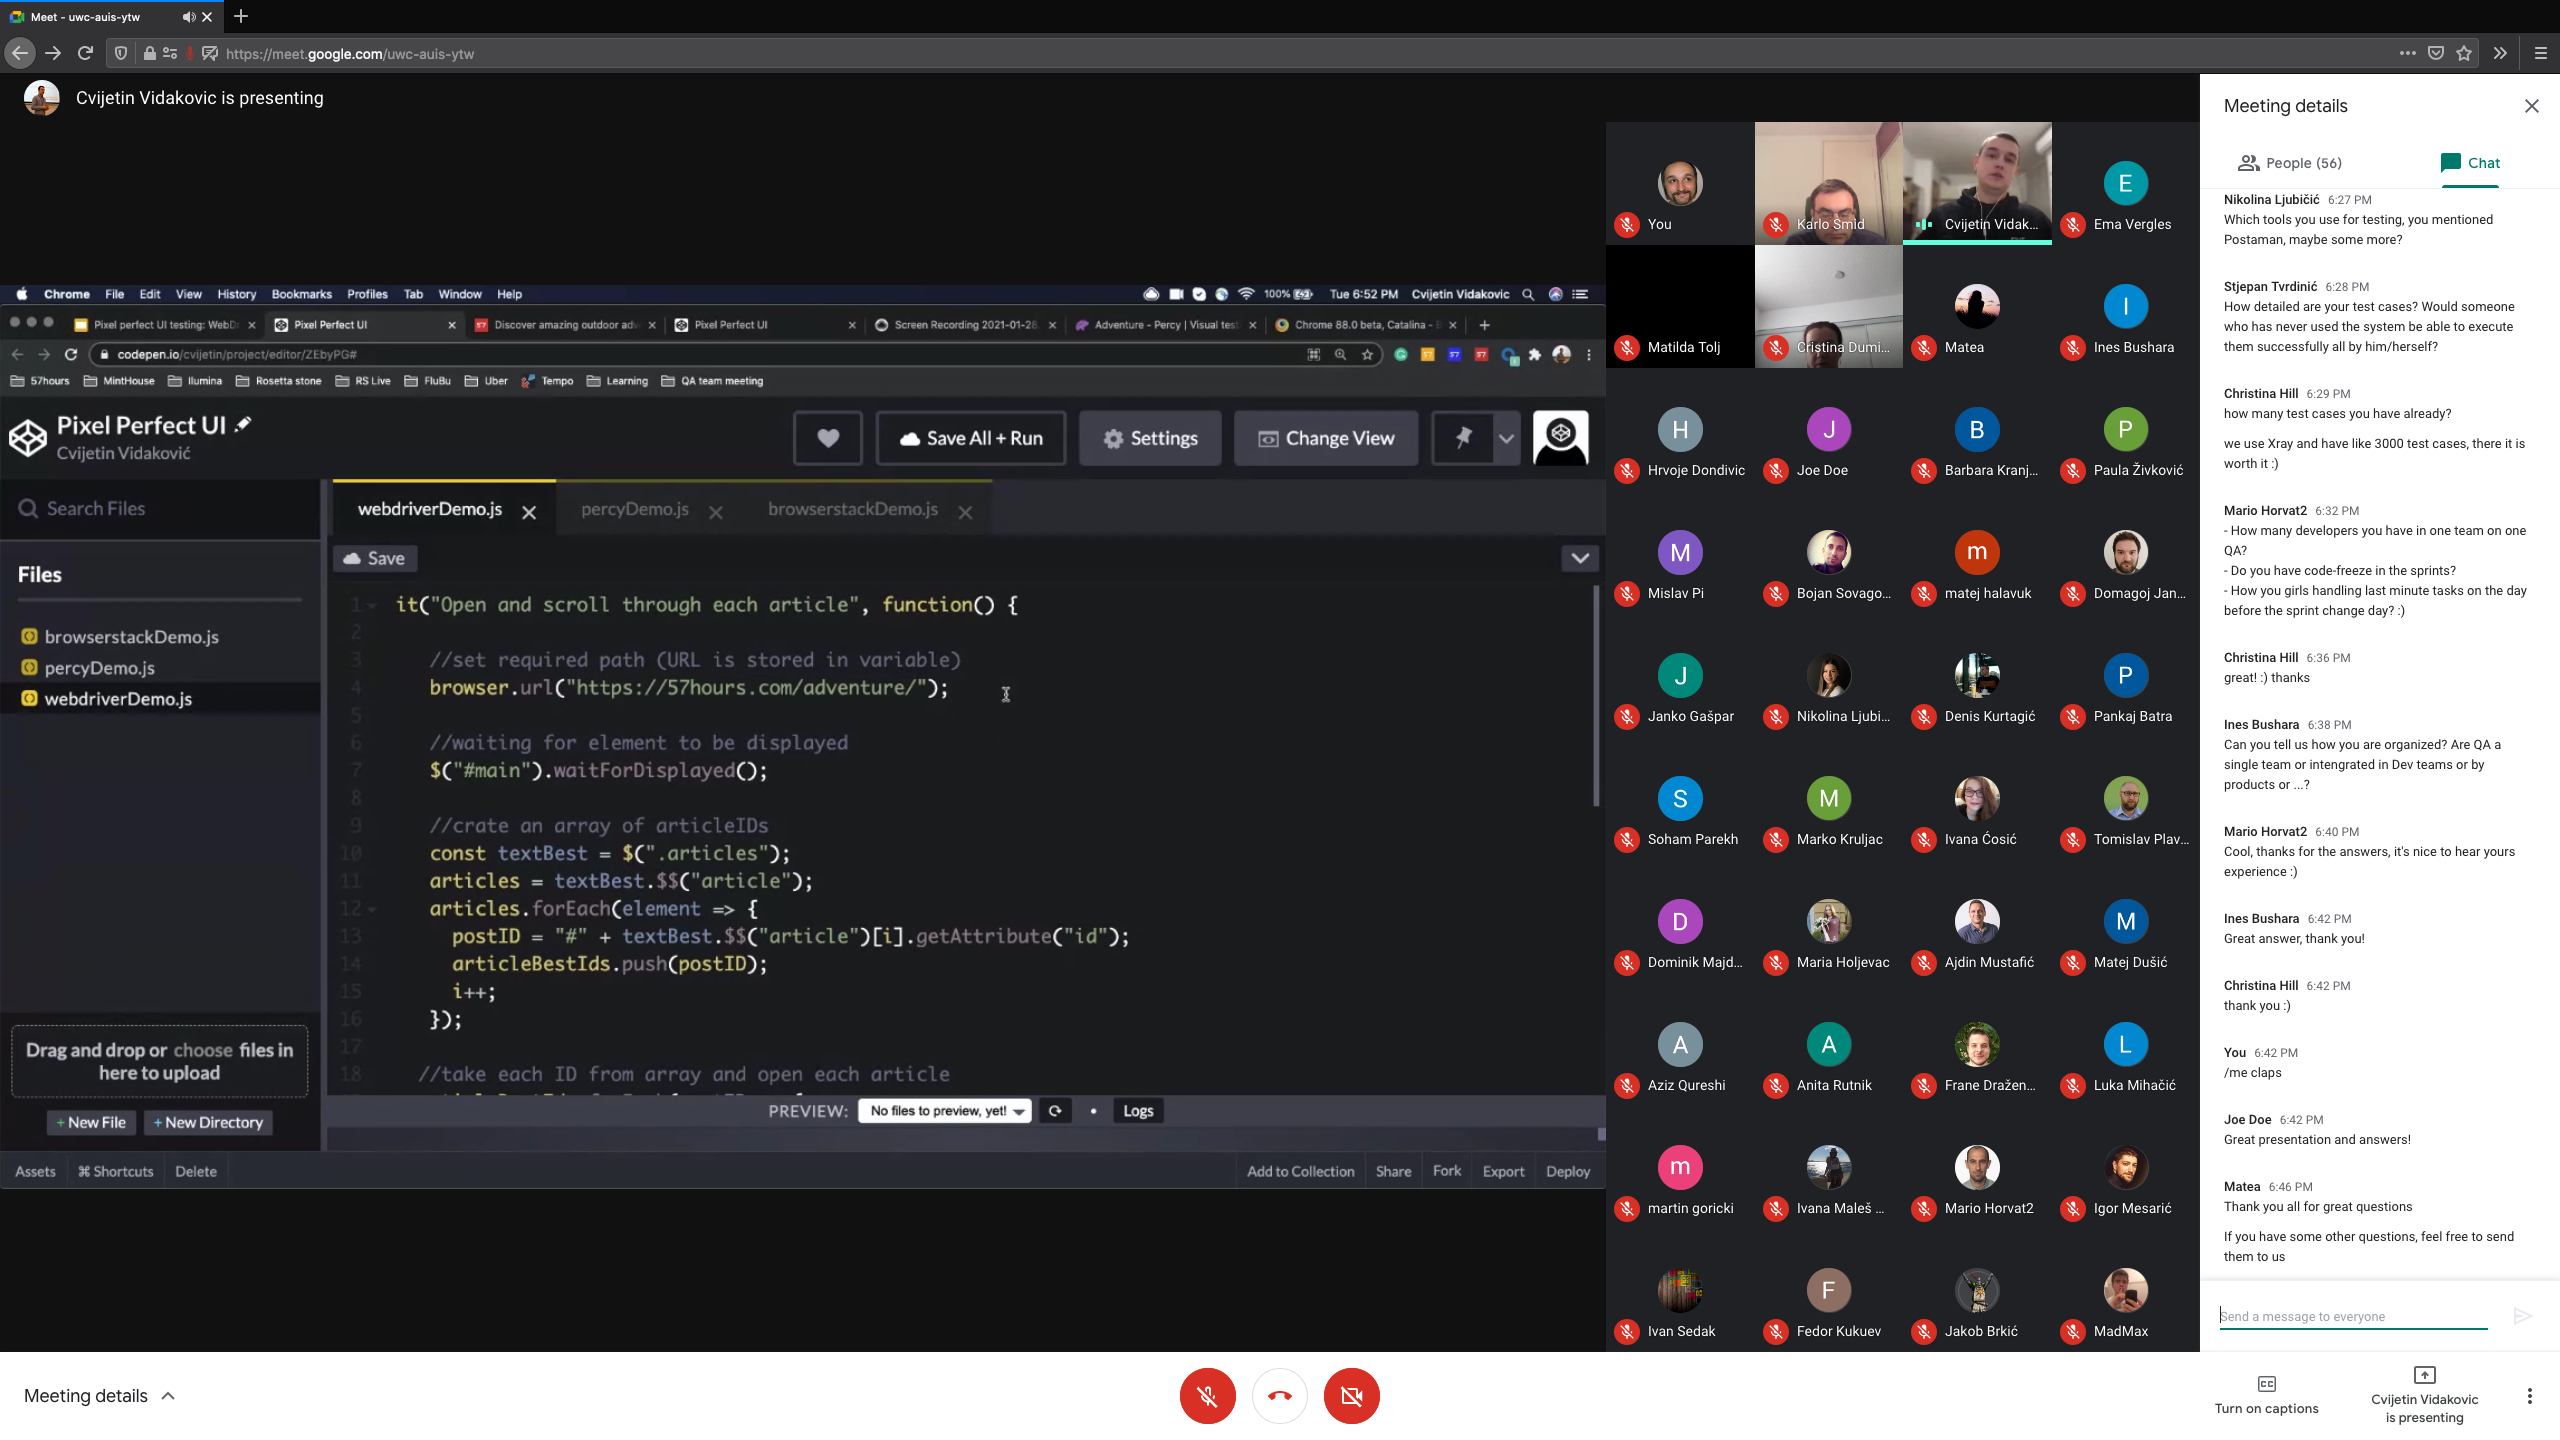 Meet - uwc-auis-ytw
https://meet.google.com/uwc-auis-ytw
Cvijetin Vidakovic is presenting
Chrome File Edit View History Bookmarks Profiles Tab Window Help
100% Tue 6:52 PM Cvijetin Vidakovic
Pixel perfect UI testing: WebD
Pixel Perfect UI
Discover amazing outdoor adv
Pixel Perfect UI
Screen Recording 2021-01-28
Adventure - Percy | Visual test
Chrome 88.0 beta, Catalina -
codepen.io/cvijetin/project/editor/ZEbyPG#
57hours MintHouse Ilumina Rosetta stone RS Live FluBu Uber Tempo Learning QA team meeting
Pixel Perfect UI
Cvijetin Vidaković
Save All + Run
Settings
Change View
Search Files
webdriverDemo.js
percyDemo.js
browserstackDemo.js
Save
Files
browserstackDemo.js
percyDemo.js
webdriverDemo.js
1 it("Open and scroll through each article", function() {
2
3 //set required path (URL is stored in variable)
4 browser.url("https://57hours.com/adventure/");
5
6 //waiting for element to be displayed
7 $("#main").waitForDisplayed();
8
9 //crate an array of articleIDs
10 const textBest = $(".articles");
11 articles = textBest.$$("article");
12 articles.forEach(element => {
13 postID = "#" + textBest.$$("article")[i].getAttribute("id");
14 articleBestIds.push(postID);
15 i++;
16 });
17
18 //take each ID from array and open each article
Drag and drop or choose files in
here to upload
+ New File
+ New Directory
PREVIEW: No files to preview, yet! Logs
Assets ⌘ Shortcuts Delete
Add to Collection Share Fork Export Deploy
You
Karlo Smid
Cvijetin Vidak...
E
Ema Vergles
Matilda Tolj
Cristina Dumi...
Matea
I
Ines Bushara
H
Hrvoje Dondivic
J
Joe Doe
B
Barbara Kranj...
P
Paula Živković
M
Mislav Pi
Bojan Sovago...
m
matej halavuk
Domagoj Jan...
J
Janko Gašpar
Nikolina Ljubi...
Denis Kurtagić
P
Pankaj Batra
S
Soham Parekh
M
Marko Kruljac
Ivana Ćosić
Tomislav Plav...
D
Dominik Majd...
Maria Holjevac
Ajdin Mustafić
M
Matej Dušić
A
Aziz Qureshi
A
Anita Rutnik
Frane Dražen...
L
Luka Mihačić
m
martin goricki
Ivana Maleš ...
Mario Horvat2
Igor Mesarić
Ivan Sedak
F
Fedor Kukuev
Jakob Brkić
MadMax
Meeting details
People (56)
Chat
Nikolina Ljubičić 6:27 PM
Which tools you use for testing, you mentioned
Postaman, maybe some more?
Stjepan Tvrdinić 6:28 PM
How detailed are your test cases? Would someone
who has never used the system be able to execute
them successfully all by him/herself?
Christina Hill 6:29 PM
how many test cases you have already?
we use Xray and have like 3000 test cases, there it is
worth it :)
Mario Horvat2 6:32 PM
- How many developers you have in one team on one
QA?
- Do you have code-freeze in the sprints?
- How you girls handling last minute tasks on the day
before the sprint change day? :)
Christina Hill 6:36 PM
great! :) thanks
Ines Bushara 6:38 PM
Can you tell us how you are organized? Are QA a
single team or intengrated in Dev teams or by
products or ...?
Mario Horvat2 6:40 PM
Cool, thanks for the answers, it's nice to hear yours
experience :)
Ines Bushara 6:42 PM
Great answer, thank you!
Christina Hill 6:42 PM
thank you :)
You 6:42 PM
/me claps
Joe Doe 6:42 PM
Great presentation and answers!
Matea 6:46 PM
Thank you all for great questions
If you have some other questions, feel free to send
them to us
Send a message to everyone
Meeting details
Turn on captions
Cvijetin Vidakovic
is presenting